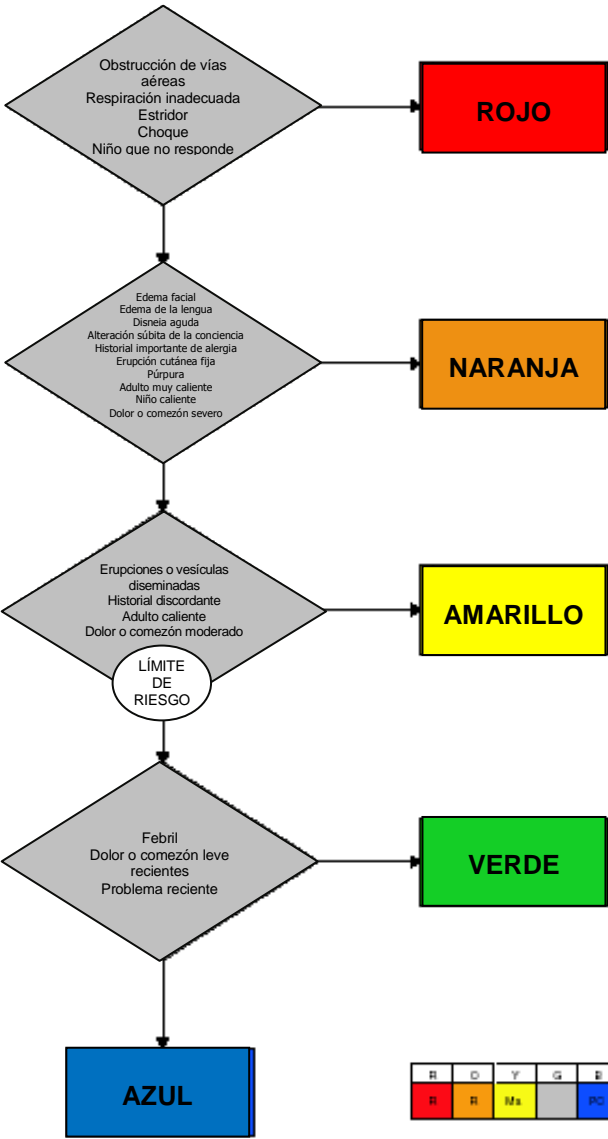 Obstrucción de vías
aéreas
Respiración inadecuada
Estridor
Choque
Niño que no responde
ROJO
Edema facial
Edema de la lengua
Disneia aguda
Alteración súbita de la conciencia
Historial importante de alergia
Erupción cutánea fija
Púrpura
Adulto muy caliente
Niño caliente
Dolor o comezón severo
NARANJA
Erupciones o vesículas
diseminadas
Historial discordante
Adulto caliente
Dolor o comezón moderado
AMARILLO
LÍMITE
DE
RIESGO
Febril
Dolor o comezón leve
recientes
Problema reciente
VERDE
AZUL
R O Y G B
R R Ma PC